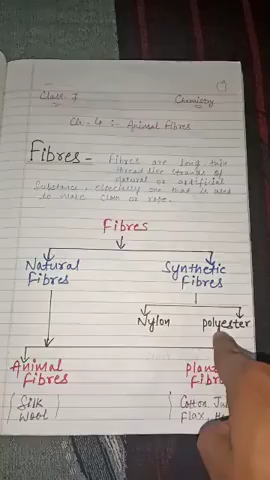 Class. 7
Chemistry
Ch-4 :- Animal Fibres
Fibres - Fibres are long thin
thread like strands of
natural or artificial
substance, especially one that is used
to make cloth or rope.
Fibres
Natural Synthetic
Fibres Fibres
Nylon polyester
Animal
Fibres Fibres
Silk Cotton
Wool Flax,